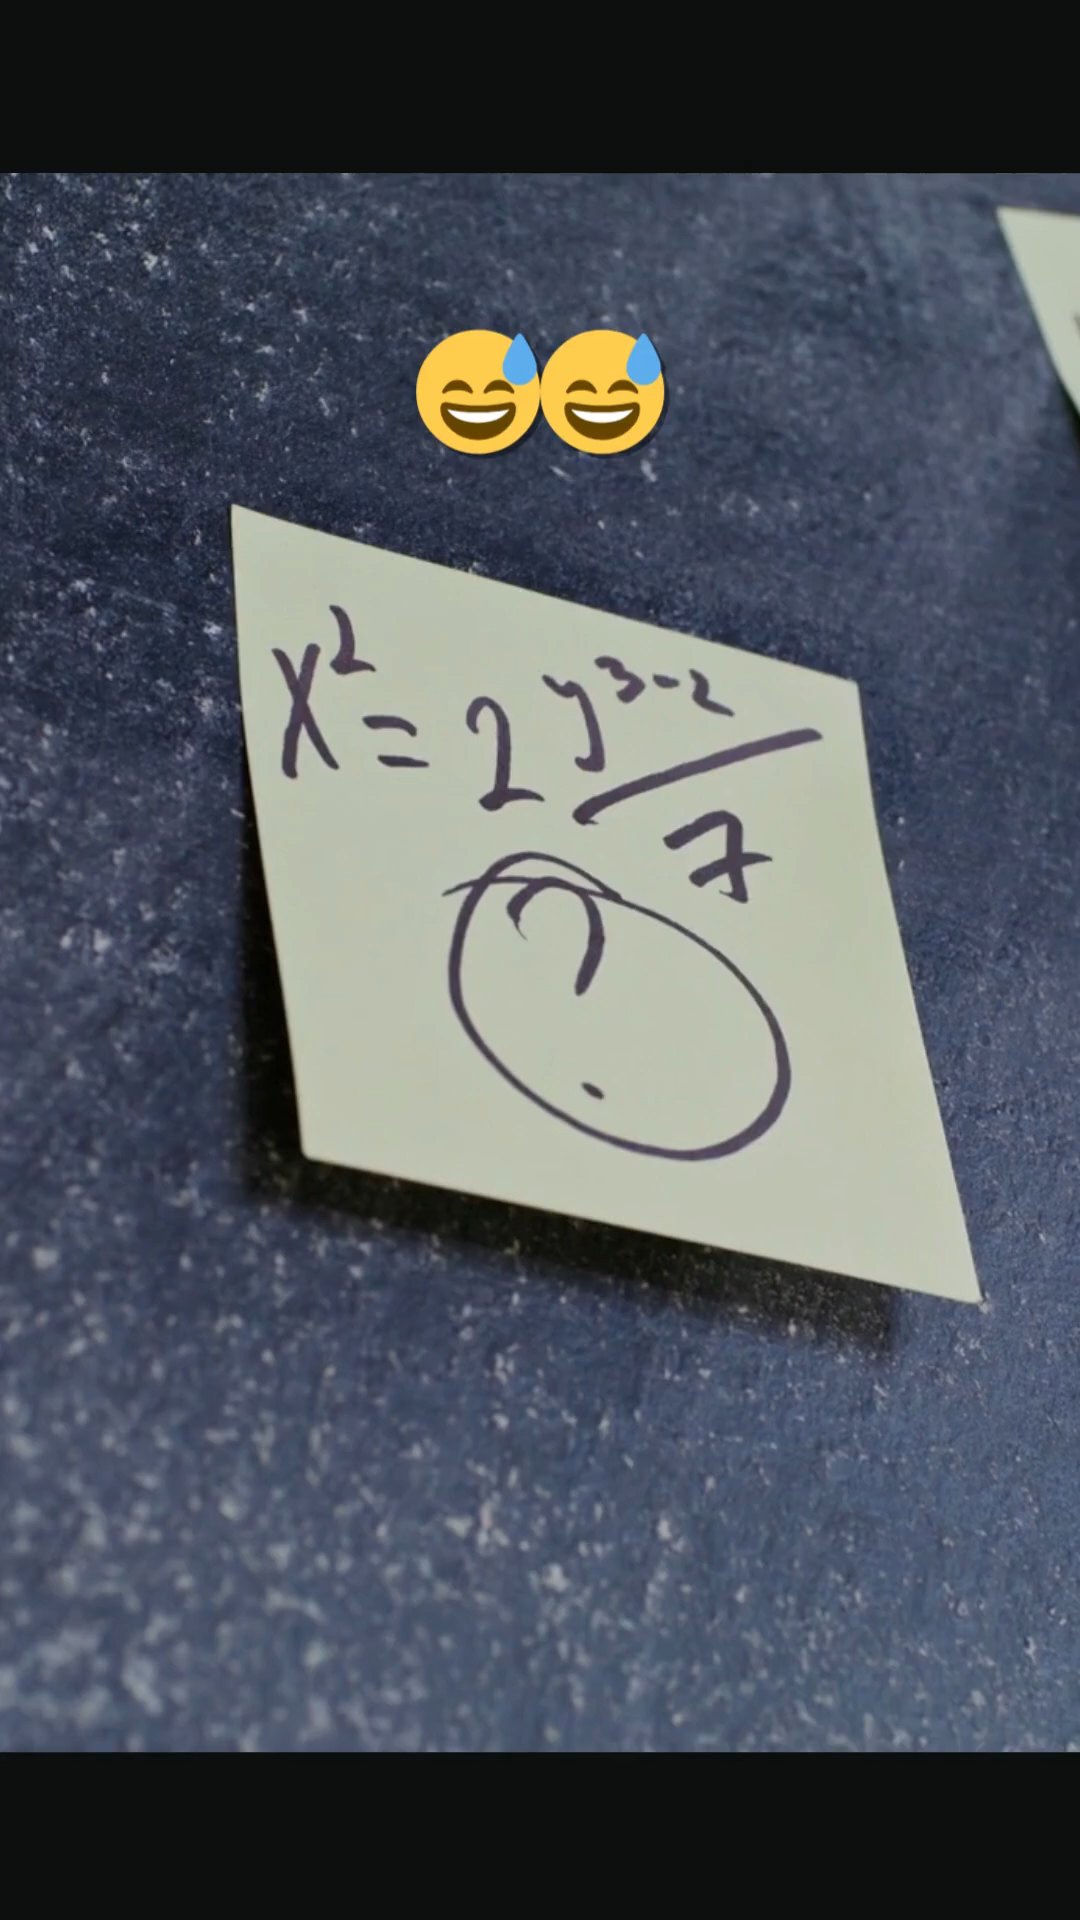 x² = 2 y³⁻² / 7
?